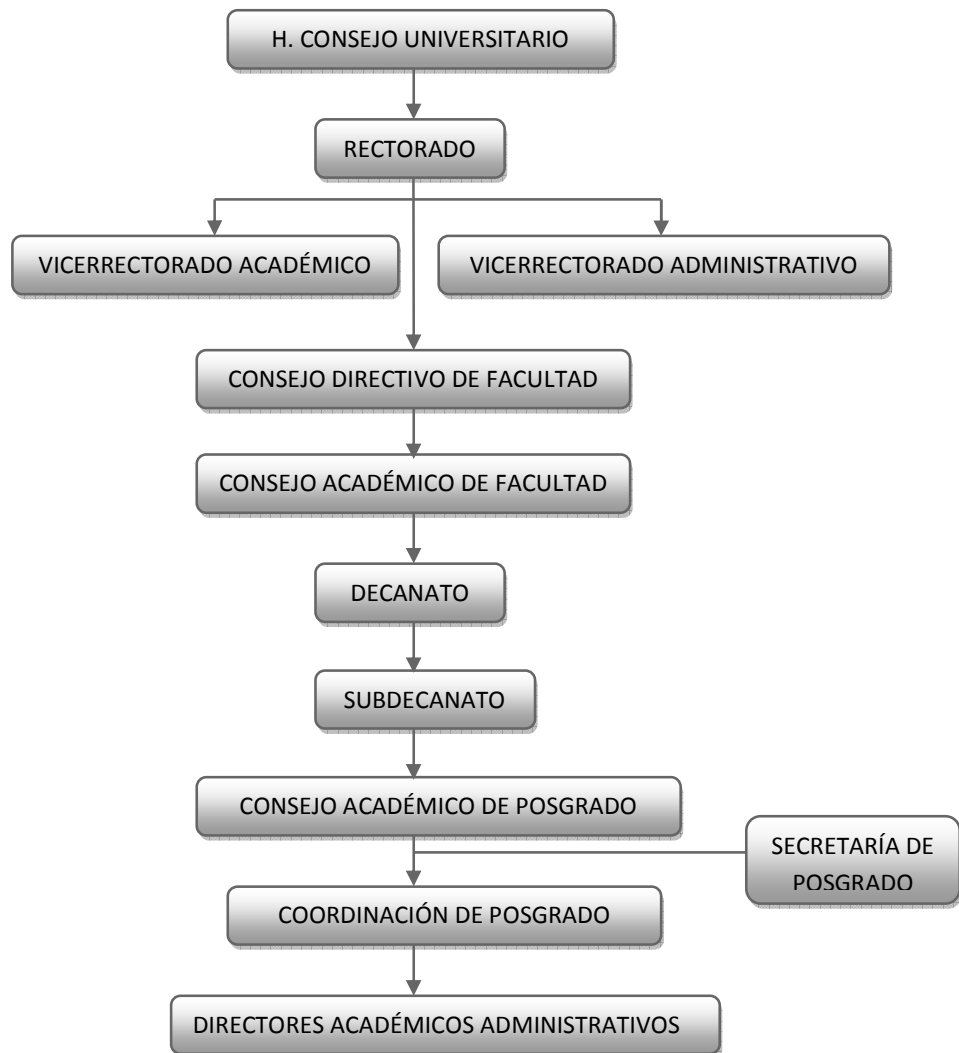 H. CONSEJO UNIVERSITARIO
RECTORADO
VICERRECTORADO ACADÉMICO
VICERRECTORADO ADMINISTRATIVO
CONSEJO DIRECTIVO DE FACULTAD
CONSEJO ACADÉMICO DE FACULTAD
DECANATO
SUBDECANATO
CONSEJO ACADÉMICO DE POSGRADO
SECRETARÍA DE
POSGRADO
COORDINACIÓN DE POSGRADO
DIRECTORES ACADÉMICOS ADMINISTRATIVOS